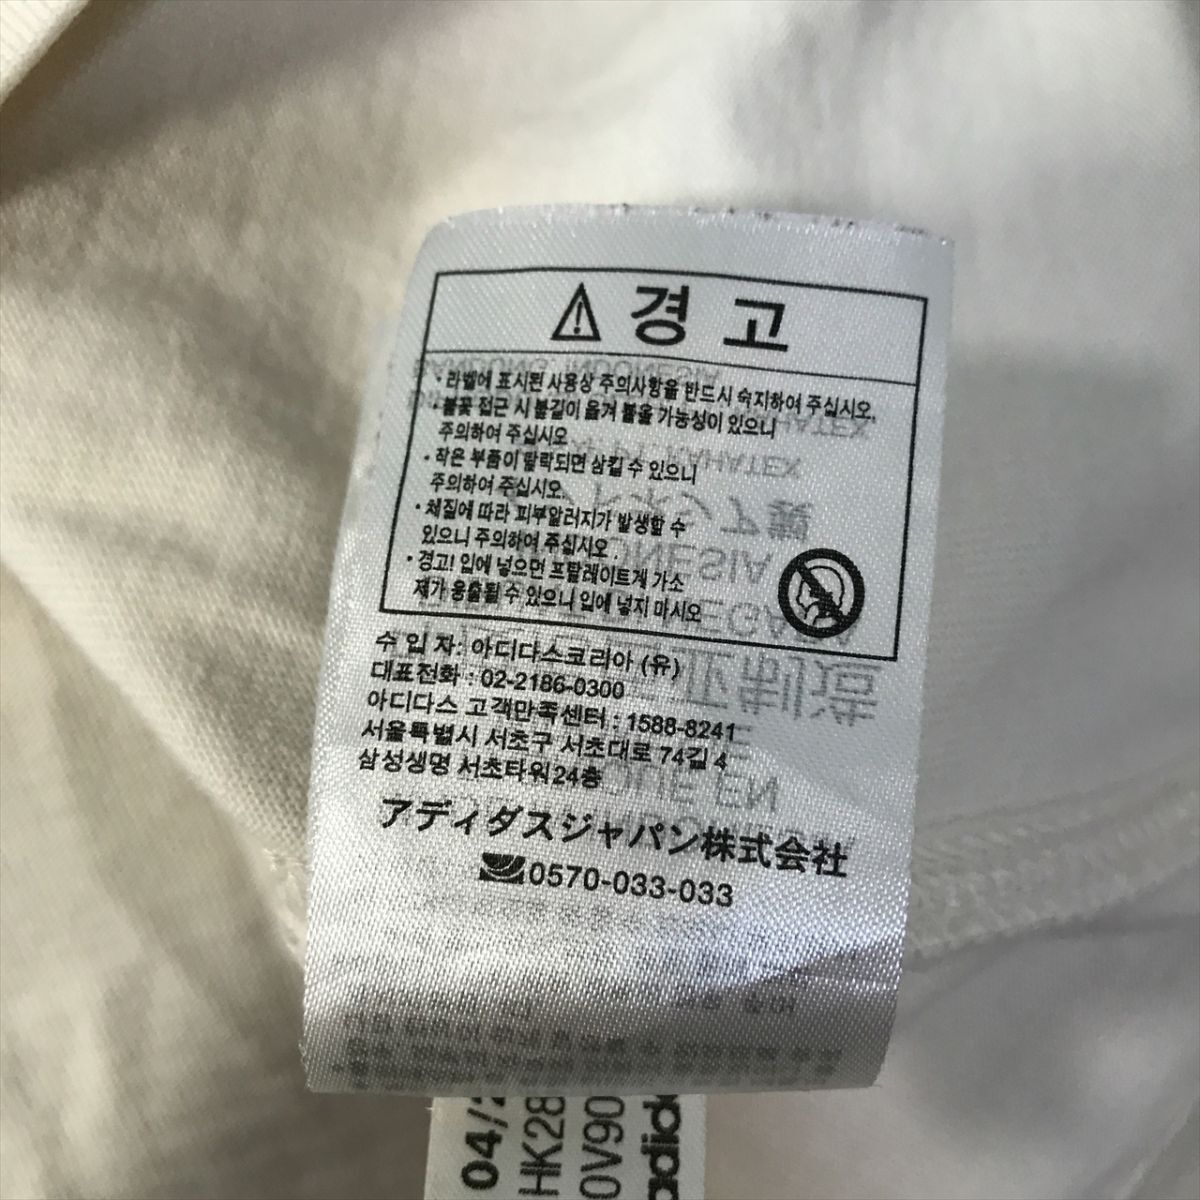 경 고
· 라벨에 표시된 사용상 주의사항을 반드시 숙지하여 주십시오.
· 불꽃 접근 시 불길이 옮겨 붙을 가능성이 있으니
주의하여 주십시오
· 작은 부품이 탈락되면 삼킬 수 있으니
주의하여 주십시오.
· 체질에 따라 피부알러지가 발생할 수
있으니 주의하여 주십시오.
· 경고! 입에 넣으면 프탈레이트계 가소
제가 용출될 수 있으니 입에 넣지 마시오
수 입 자: 아디다스코리아 (유)
대표전화 : 02-2186-0300
아디다스 고객만족센터 : 1588-8241
서울특별시 서초구 서초대로 74길 4
삼성생명 서초타워24층
アディダスジャパン株式会社
0570-033-033
04/2
HK28
0V90
adida